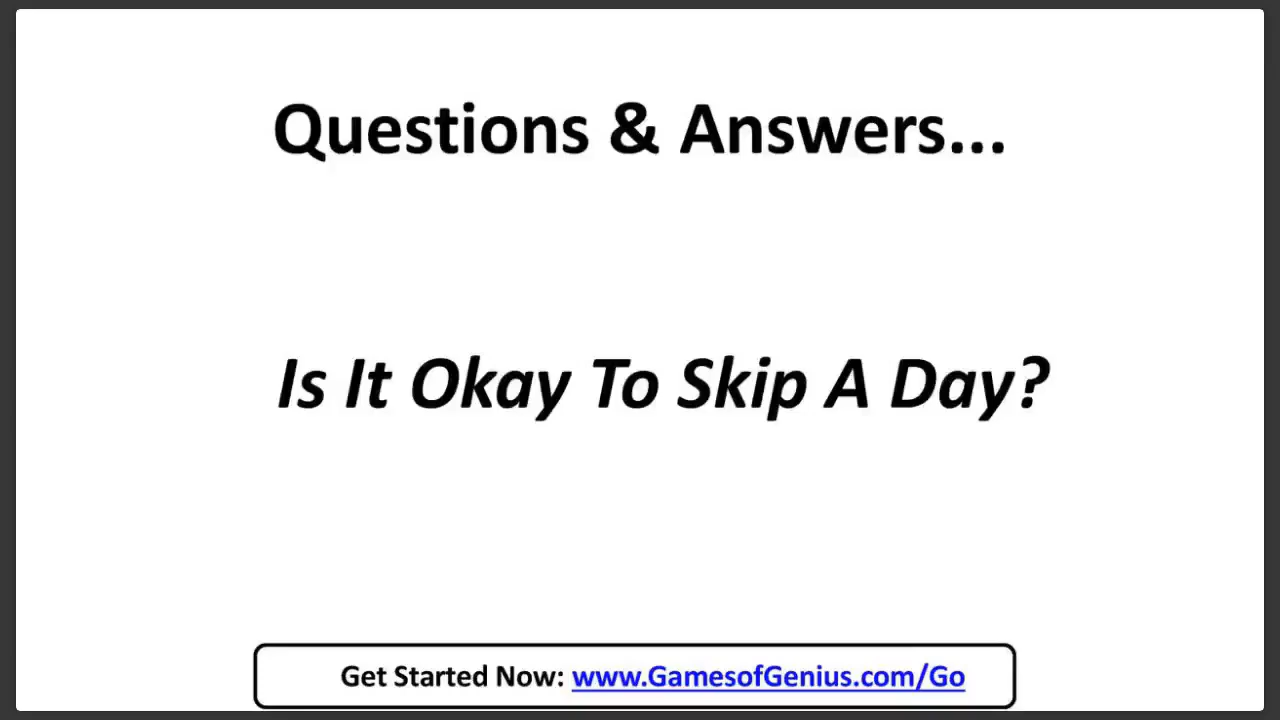 Questions & Answers...
Is It Okay To Skip A Day?
Get Started Now: www.GamesofGenius.com/Go